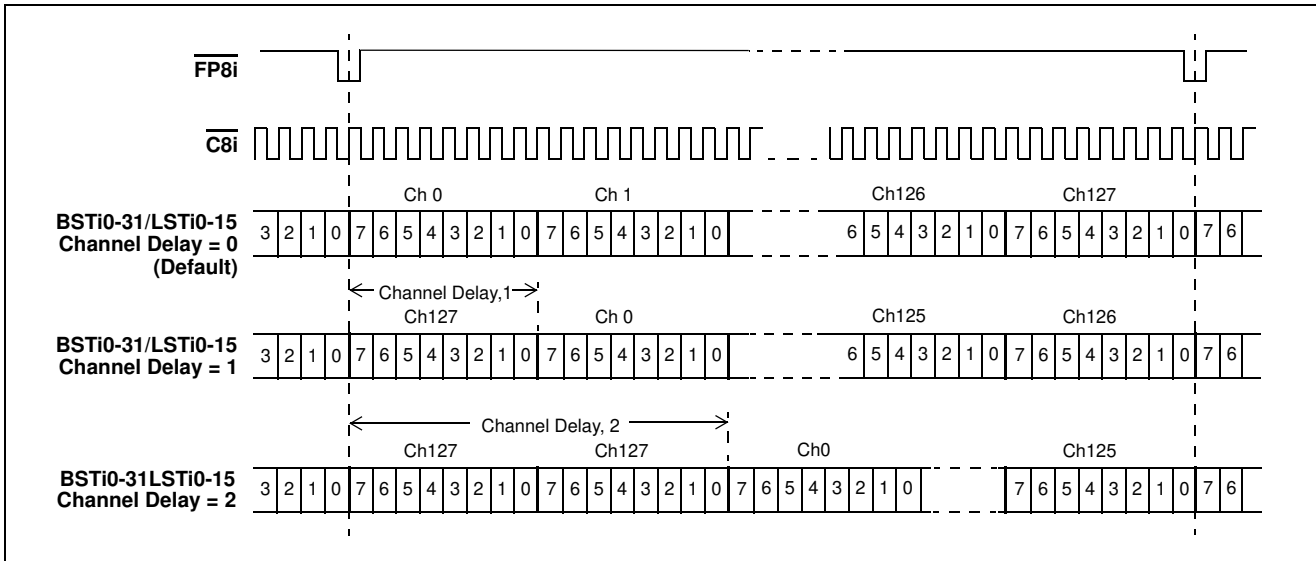 FP8i
C8i
Ch 0 Ch 1 Ch126 Ch127
BSTi0-31/LSTi0-15
Channel Delay = 0
(Default)
3 2 1 0 7 6 5 4 3 2 1 0 7 6 5 4 3 2 1 0 6 5 4 3 2 1 0 7 6 5 4 3 2 1 0 7 6
Channel Delay,1
Ch127 Ch 0 Ch125 Ch126
BSTi0-31/LSTi0-15
Channel Delay = 1
3 2 1 0 7 6 5 4 3 2 1 0 7 6 5 4 3 2 1 0 6 5 4 3 2 1 0 7 6 5 4 3 2 1 0 7 6
Channel Delay, 2
Ch127 Ch127 Ch0 Ch125
BSTi0-31LSTi0-15
Channel Delay = 2
3 2 1 0 7 6 5 4 3 2 1 0 7 6 5 4 3 2 1 0 7 6 5 4 3 2 1 0 7 6 5 4 3 2 1 0 7 6